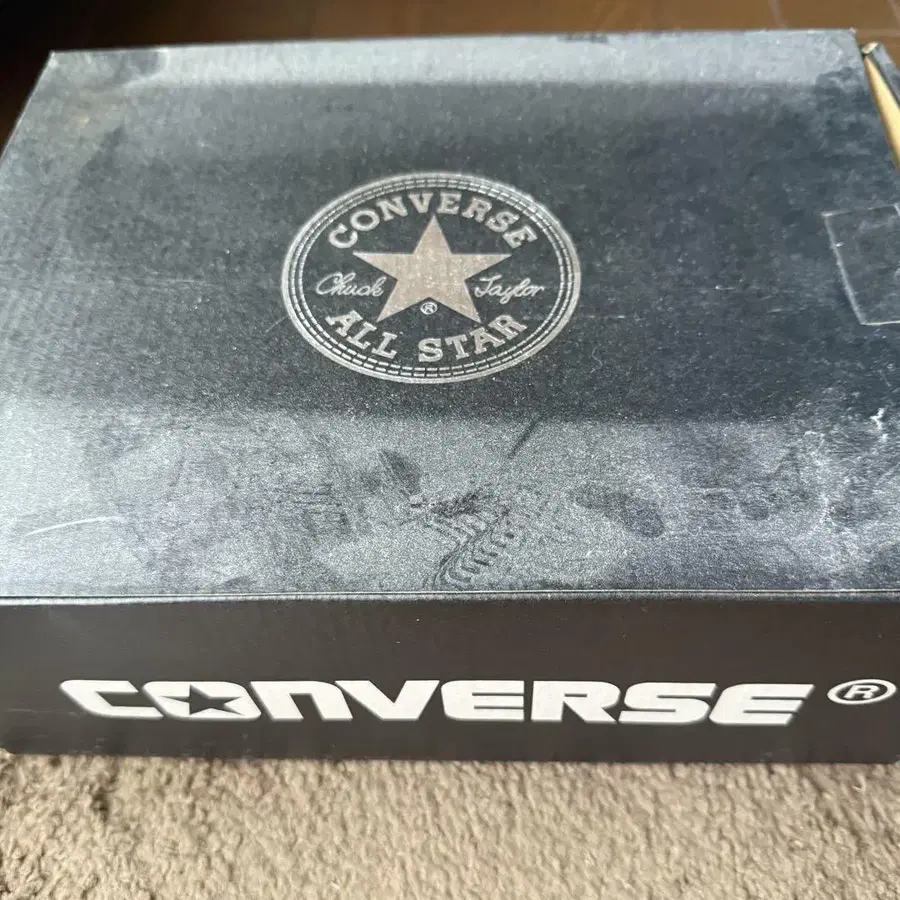 CONVERSE
Chuck Taylor
®
ALL STAR
CONVERSE®